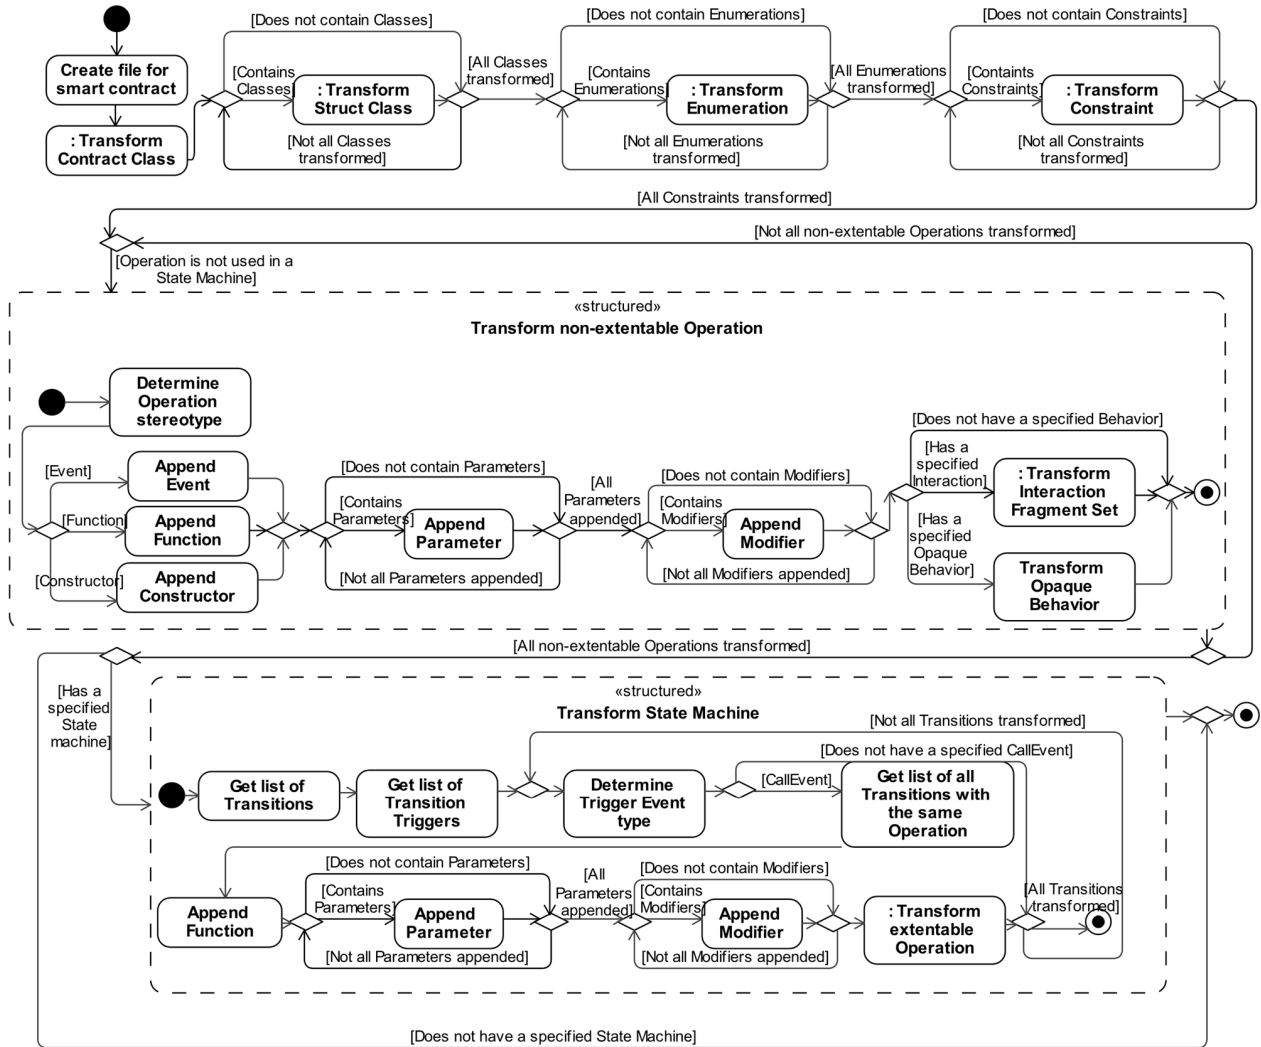 [Does not contain Classes]
[Does not contain Enumerations]
[Does not contain Constraints]
Create file for
smart contract
: Transform
Contract Class
[Contains
Classes]
: Transform
Struct Class
[All Classes
transformed]
[Contains
Enumerations]
: Transform
Enumeration
[All Enumerations
transformed]
[Containts
Constraints]
: Transform
Constraint
[Not all Classes
transformed]
[Not all Enumerations
transformed]
[Not all Constraints
transformed]
[All Constraints transformed]
[Not all non-extentable Operations transformed]
[Operation is not used in a
State Machine]
«structured»
Transform non-extentable Operation
Determine
Operation
stereotype
[Event]
Append
Event
[Function]
Append
Function
[Constructor]
Append
Constructor
[Does not contain Parameters]
[Contains
Parameters]
Append
Parameter
[Not all Parameters appended]
[All
Parameters
appended]
[Does not contain Modifiers]
[Contains
Modifiers]
Append
Modifier
[Not all Modifiers appended]
[Does not have a specified Behavior]
[Has a
specified
Interaction]
: Transform
Interaction
Fragment Set
[Has a
specified
Opaque
Behavior]
Transform
Opaque
Behavior
[All non-extentable Operations transformed]
[Has a
specified
State
machine]
«structured»
Transform State Machine
[Not all Transitions transformed]
[Does not have a specified CallEvent]
Get list of
Transitions
Get list of
Transition
Triggers
Determine
Trigger Event
type
[CallEvent]
Get list of all
Transitions with
the same
Operation
Append
Function
[Does not contain Parameters]
[Contains
Parameters]
Append
Parameter
[Not all Parameters appended]
[All
Parameters
appended]
[Does not contain Modifiers]
[Contains
Modifiers]
Append
Modifier
[Not all Modifiers appended]
: Transform
extentable
Operation
[All Transitions
transformed]
[Does not have a specified State Machine]